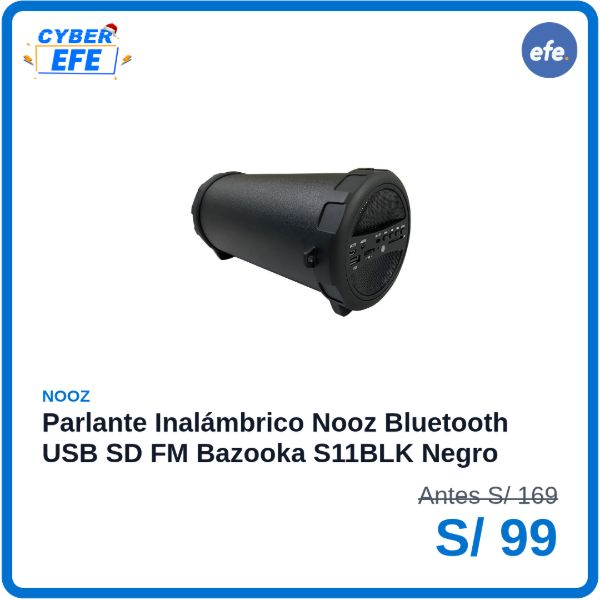 CYBER
EFE
efe.
NOOZ
Parlante Inalámbrico Nooz Bluetooth
USB SD FM Bazooka S11BLK Negro
Antes S/ 169
S/ 99